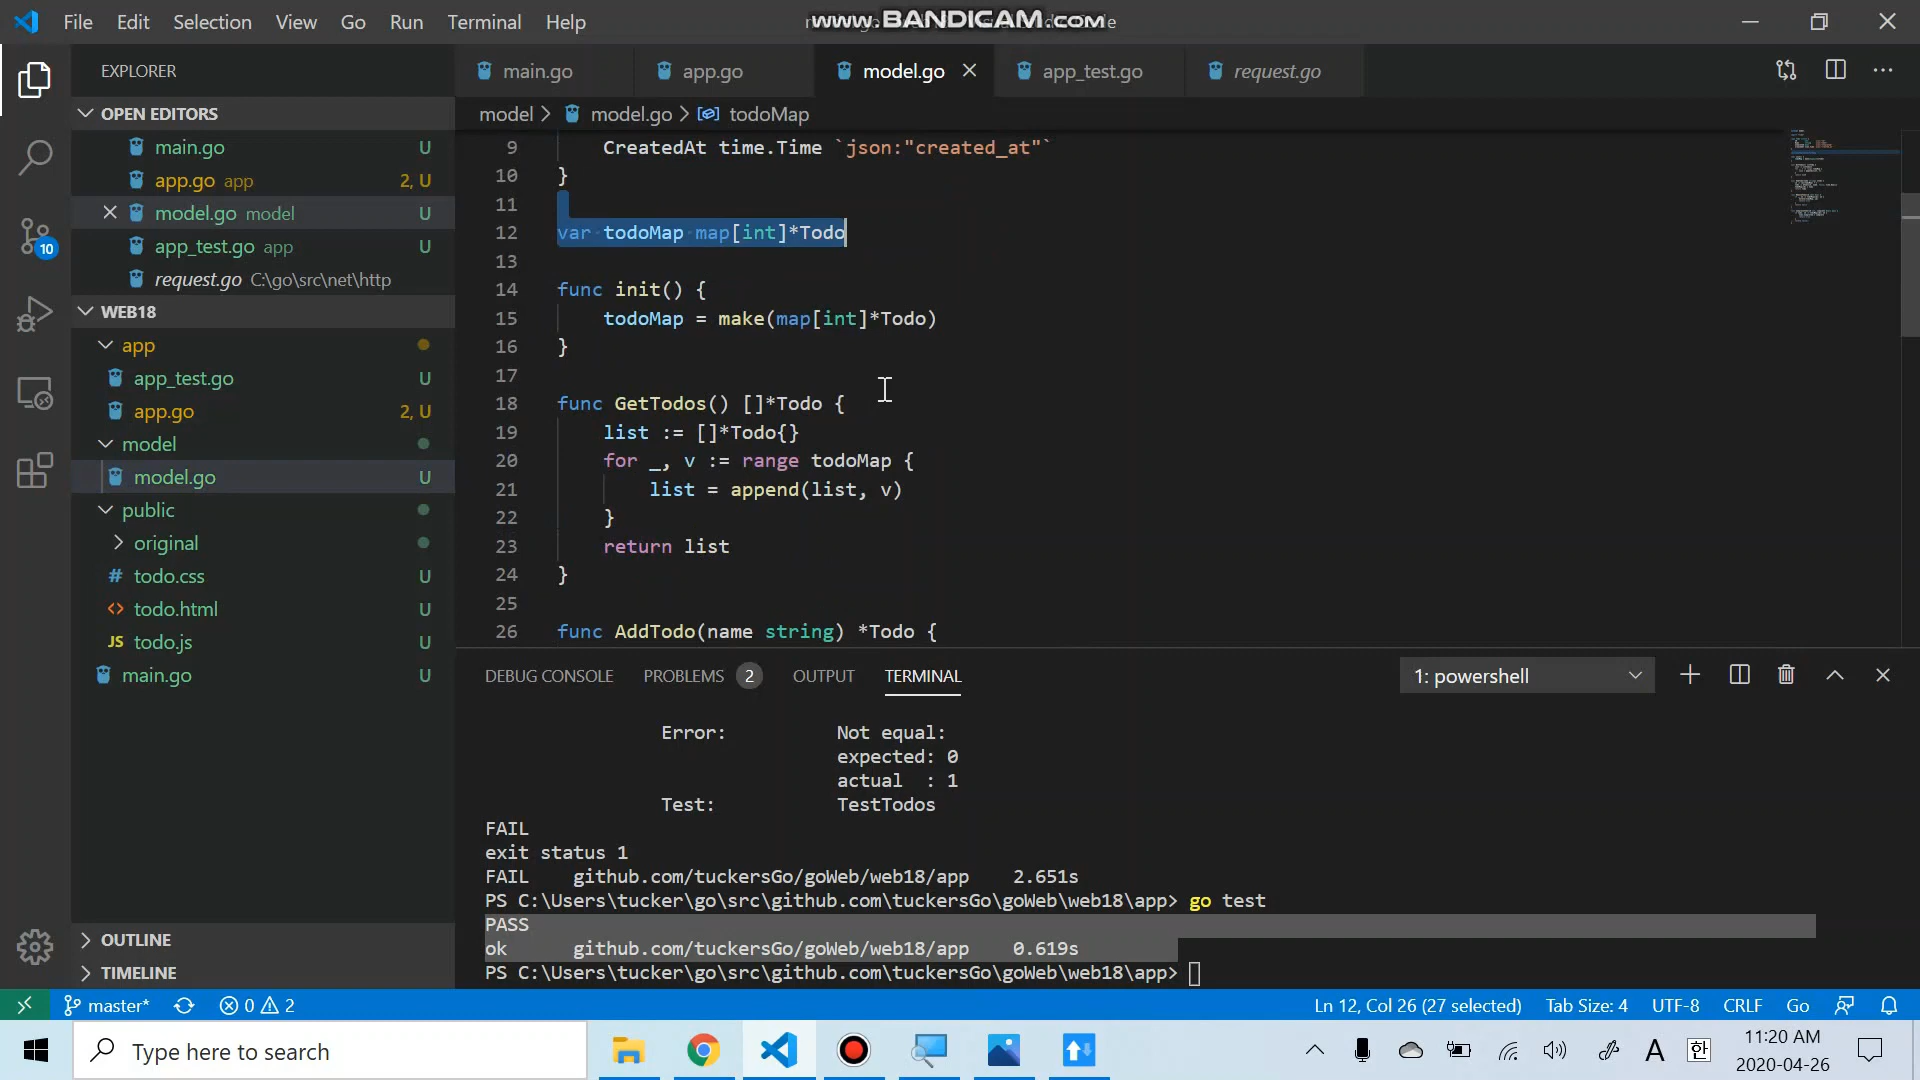 File Edit Selection View Go Run Terminal Help
www.BANDICAM.com
EXPLORER
OPEN EDITORS
main.go U
app.go app 2, U
model.go model U
app_test.go app U
request.go C:\go\src\net\http
WEB18
app
app_test.go U
app.go 2, U
model
model.go U
public
original
# todo.css U
<> todo.html U
JS todo.js U
main.go U
OUTLINE
TIMELINE
10
main.go app.go model.go app_test.go request.go
model > model.go > todoMap
9 CreatedAt time.Time `json:"created_at"`
10 }
11
12 var todoMap map[int]*Todo
13
14 func init() {
15 todoMap = make(map[int]*Todo)
16 }
17
18 func GetTodos() []*Todo {
19 list := []*Todo{}
20 for _, v := range todoMap {
21 list = append(list, v)
22 }
23 return list
24 }
25
26 func AddTodo(name string) *Todo {
DEBUG CONSOLE PROBLEMS 2 OUTPUT TERMINAL 1: powershell
Error: Not equal:
expected: 0
actual : 1
Test: TestTodos
FAIL
exit status 1
FAIL github.com/tuckersGo/goWeb/web18/app 2.651s
PS C:\Users\tucker\go\src\github.com\tuckersGo\goWeb\web18\app> go test
PASS
ok github.com/tuckersGo/goWeb/web18/app 0.619s
PS C:\Users\tucker\go\src\github.com\tuckersGo\goWeb\web18\app>
master* 0 2 Ln 12, Col 26 (27 selected) Tab Size: 4 UTF-8 CRLF Go
Type here to search
A 한
11:20 AM
2020-04-26